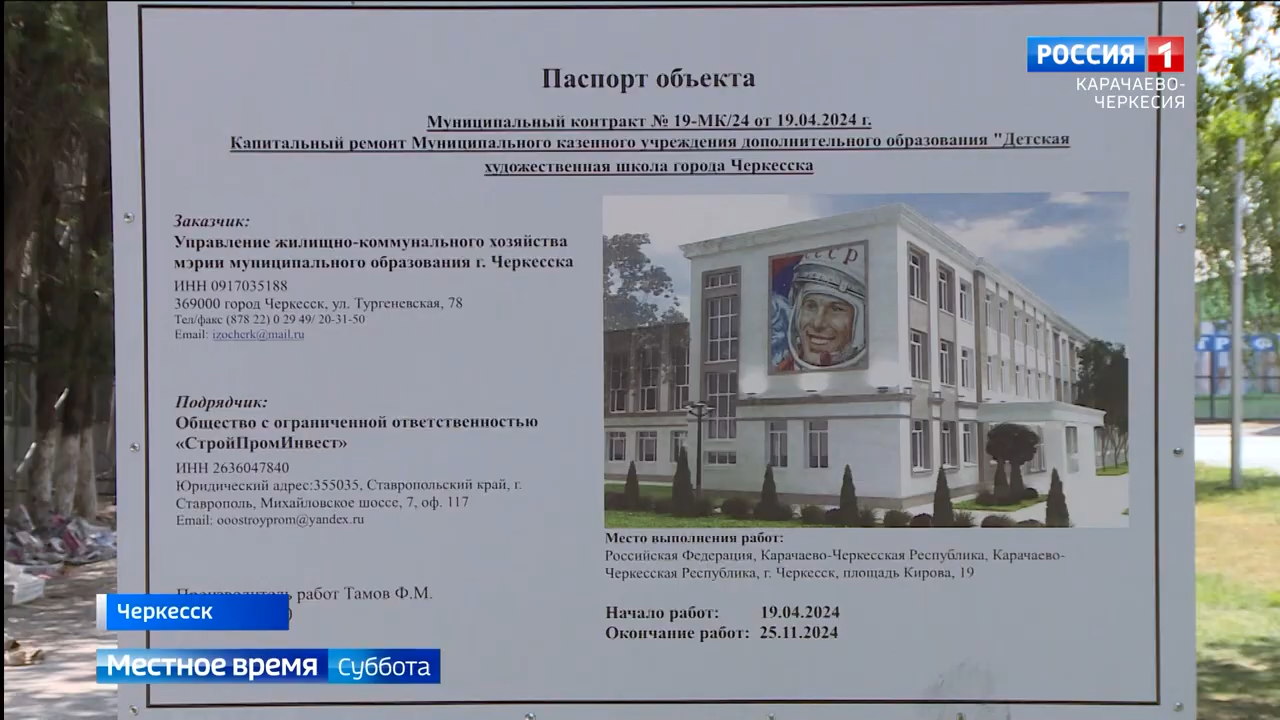 РОССИЯ 1
КАРАЧАЕВО-
ЧЕРКЕСИЯ
Паспорт объекта
Муниципальный контракт № 19-МК/24 от 19.04.2024 г.
Капитальный ремонт Муниципального казенного учреждения дополнительного образования "Детская
художественная школа города Черкесска
Заказчик:
Управление жилищно-коммунального хозяйства
мэрии муниципального образования г. Черкесска
ИНН 0917035188
369000 город Черкесск, ул. Тургеневская, 78
Тел/факс (878 22) 0 29 49/ 20-31-50
Email: izocherk@mail.ru
Подрядчик:
Общество с ограниченной ответственностью
«СтройПромИнвест»
ИНН 2636047840
Юридический адрес:355035, Ставропольский край, г.
Ставрополь, Михайловское шоссе, 7, оф. 117
Email: ooostroyprom@yandex.ru
Производитель работ Тамов Ф.М.
СССР
Место выполнения работ:
Российская Федерация, Карачаево-Черкесская Республика, Карачаево-
Черкесская Республика, г. Черкесск, площадь Кирова, 19
Начало работ: 19.04.2024
Окончание работ: 25.11.2024
Черкесск
Местное время Суббота